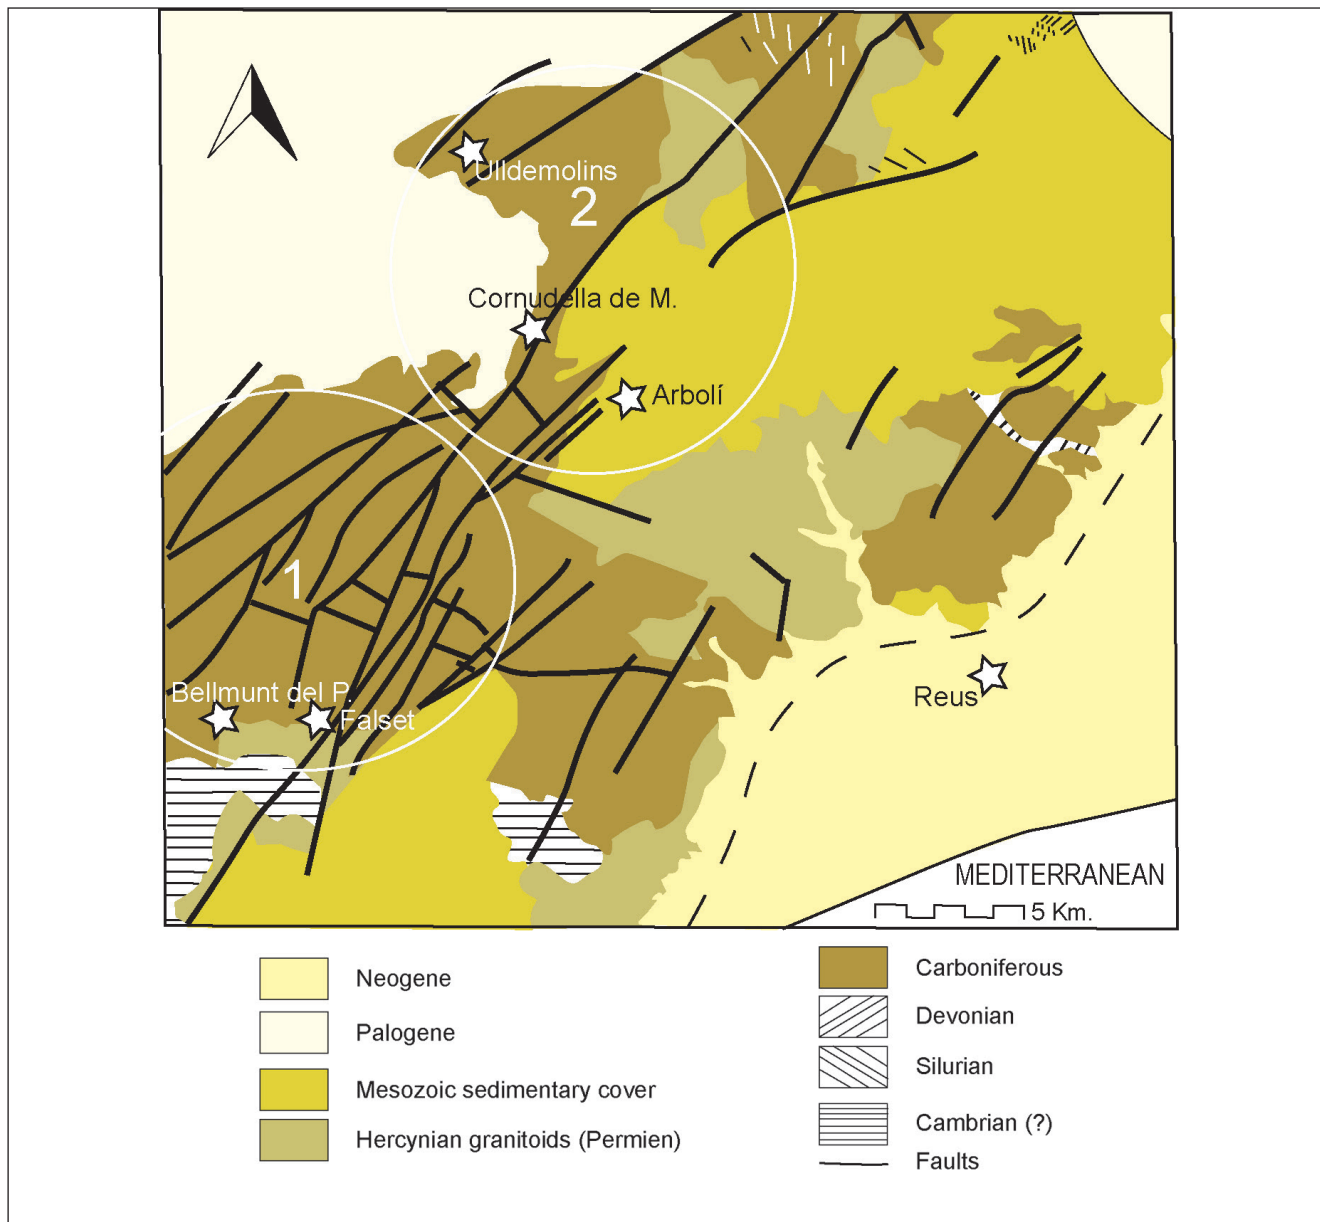 Ulldemolins
2
Cornudella de M.
Arbolí
1
Bellmunt del P.
Falset
Reus
MEDITERRANEAN
5 Km.
Neogene
Palogene
Mesozoic sedimentary cover
Hercynian granitoids (Permien)
Carboniferous
Devonian
Silurian
Cambrian (?)
Faults